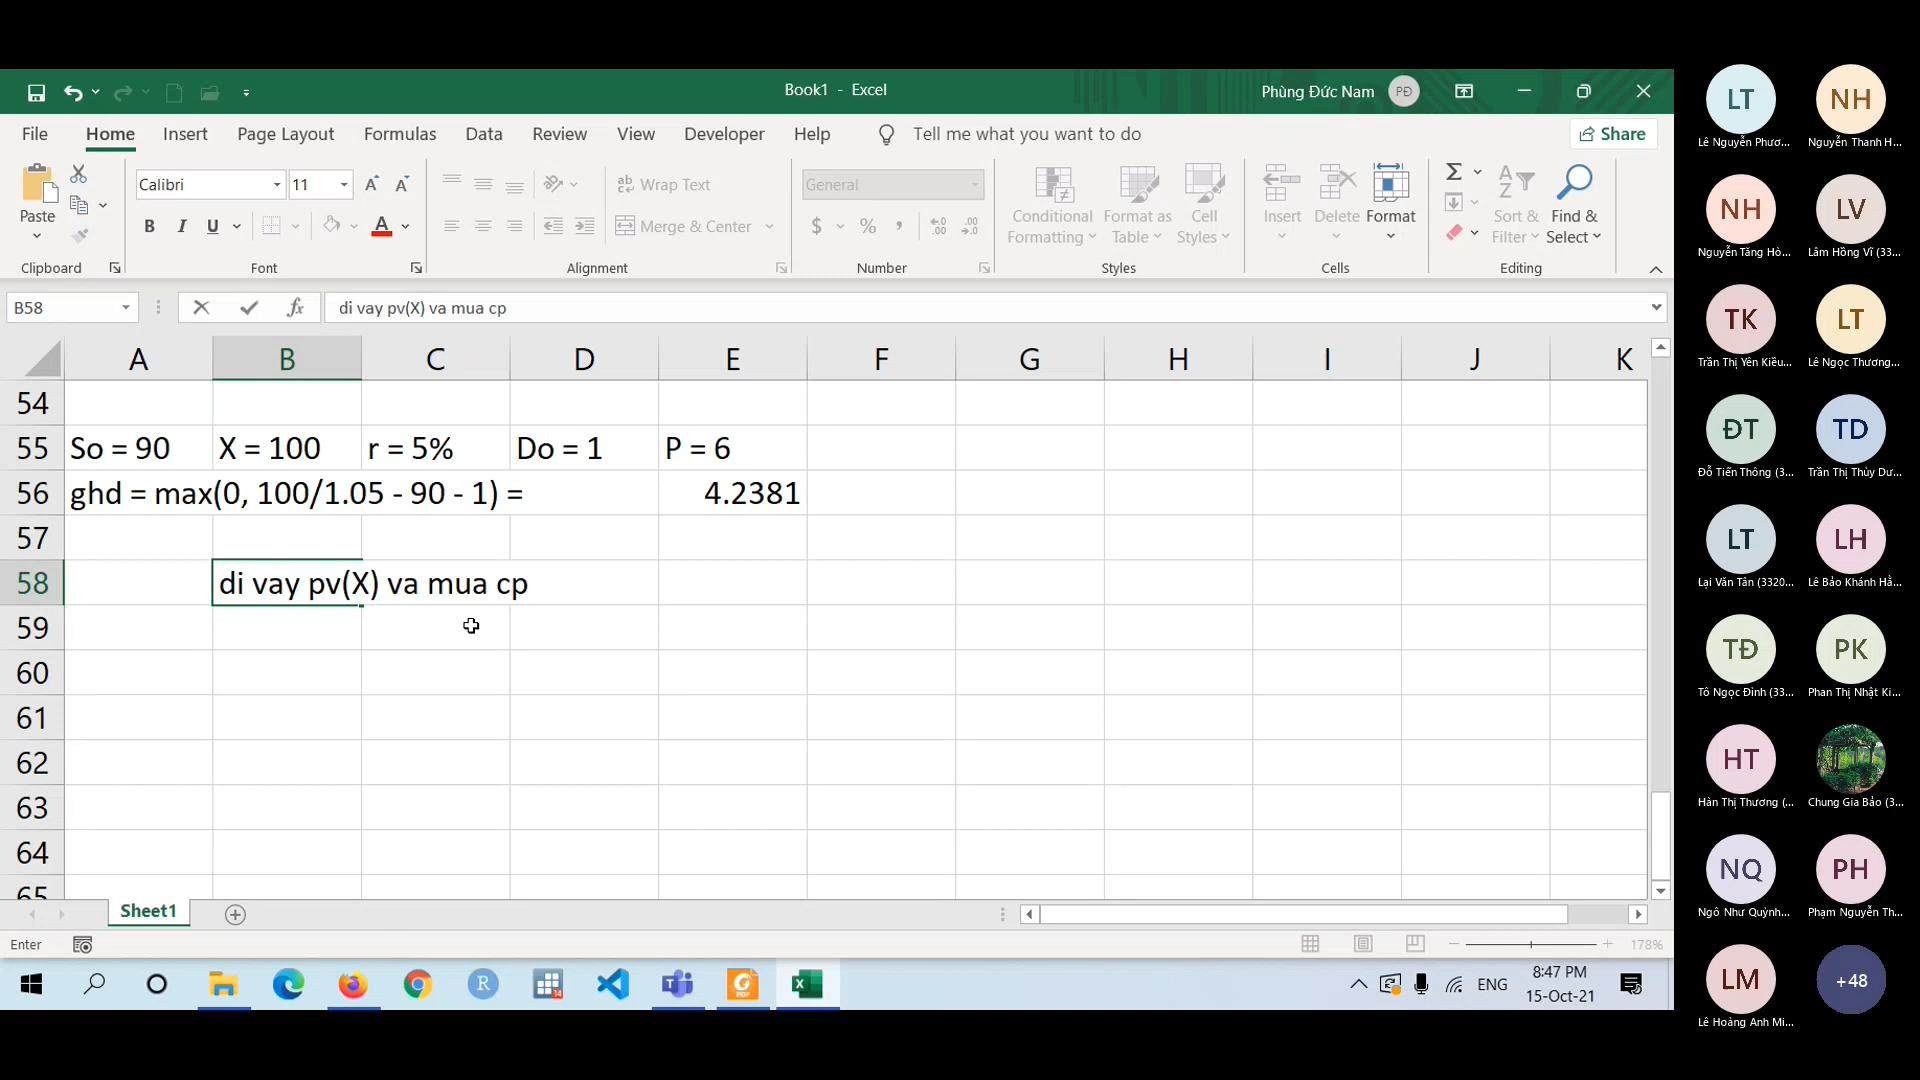 Book1 - Excel
Phùng Đức Nam
PĐ
File Home Insert Page Layout Formulas Data Review View Developer Help Tell me what you want to do Share
Paste
Clipboard
Calibri 11
B I U
Font
Wrap Text
Merge & Center
Alignment
General
$ % ,
Number
Conditional Formatting
Format as Table
Cell Styles
Styles
Insert Delete Format
Cells
Sort & Filter
Find & Select
Editing
B58
fx di vay pv(X) va mua cp
A B C D E F G H I J K
54
55 So = 90 X = 100 r = 5% Do = 1 P = 6
56 ghd = max(0, 100/1.05 - 90 - 1) = 4.2381
57
58 di vay pv(X) va mua cp
59
60
61
62
63
64
65
Sheet1
Enter
178%
ENG
8:47 PM
15-Oct-21
LT NH
Lê Nguyễn Phươ... Nguyễn Thanh H...
NH LV
Nguyễn Tăng Hò... Lâm Hồng Vĩ (33...
TK LT
Trần Thị Yên Kiều... Lê Ngọc Thương...
ĐT TD
Đỗ Tiến Thông (3... Trần Thị Thùy Dư...
LT LH
Lại Văn Tân (3320... Lê Bảo Khánh Hằ...
TĐ PK
Tô Ngọc Đình (33... Phan Thị Nhật Ki...
HT
Hàn Thị Thương (... Chung Gia Bảo (3...
NQ PH
Ngô Như Quỳnh... Phạm Nguyễn Th...
LM +48
Lê Hoàng Anh Mi...